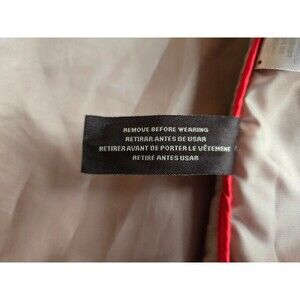 REMOVE BEFORE WEARING
RETIRAR ANTES DE USAR
RETIRER AVANT DE PORTER LE VÊTEMENT
RETIRE ANTES USAR